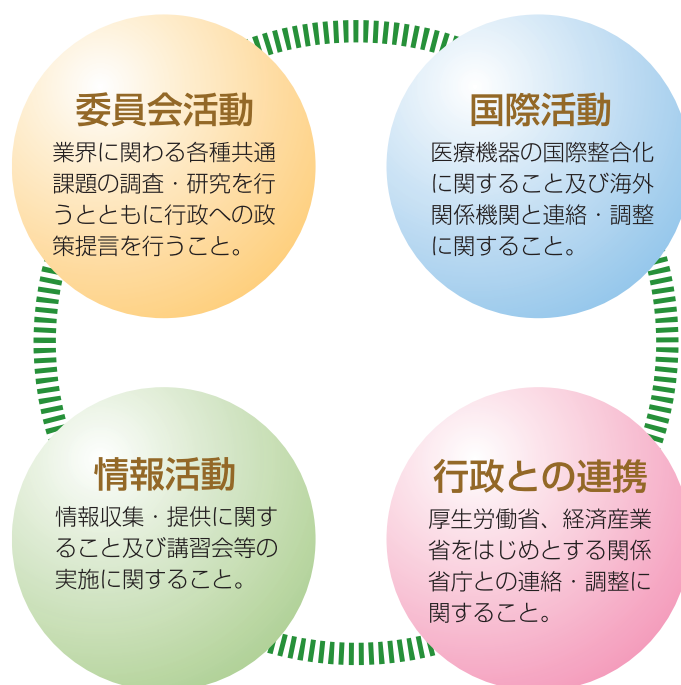 委員会活動
業界に関わる各種共通
課題の調査・研究を行
うとともに行政への政
策提言を行うこと。
国際活動
医療機器の国際整合化
に関すること及び海外
関係機関と連絡・調整
に関すること。
情報活動
情報収集・提供に関す
ること及び講習会等の
実施に関すること。
行政との連携
厚生労働省、経済産業
省をはじめとする関係
省庁との連絡・調整に
関すること。